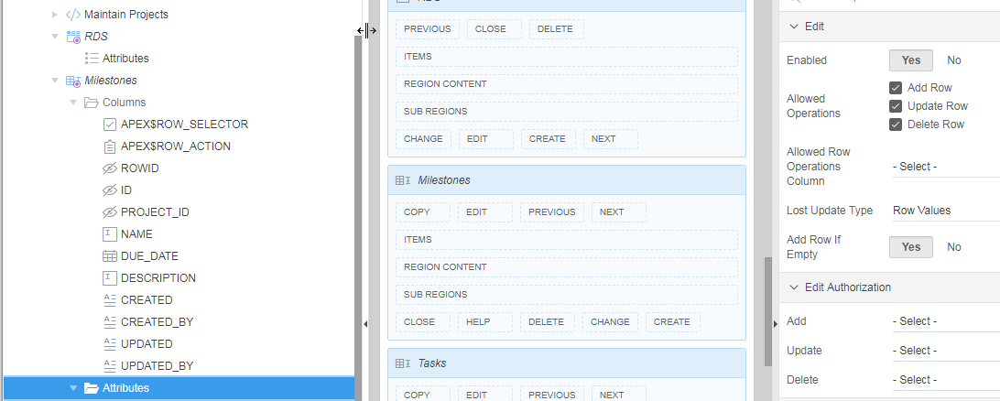 Maintain Projects
RDS
Attributes
Milestones
Columns
APEX$ROW_SELECTOR
APEX$ROW_ACTION
ROWID
ID
PROJECT_ID
NAME
DUE_DATE
DESCRIPTION
CREATED
CREATED_BY
UPDATED
UPDATED_BY
Attributes
PREVIOUS CLOSE DELETE
ITEMS
REGION CONTENT
SUB REGIONS
CHANGE EDIT CREATE NEXT
Milestones
COPY EDIT PREVIOUS NEXT
ITEMS
REGION CONTENT
SUB REGIONS
CLOSE HELP DELETE CHANGE CREATE
Tasks
COPY EDIT PREVIOUS NEXT
Edit
Enabled Yes No
Allowed
Operations
Add Row
Update Row
Delete Row
Allowed Row
Operations
Column
- Select -
Lost Update Type Row Values
Add Row If
Empty
Yes No
Edit Authorization
Add - Select -
Update - Select -
Delete - Select -